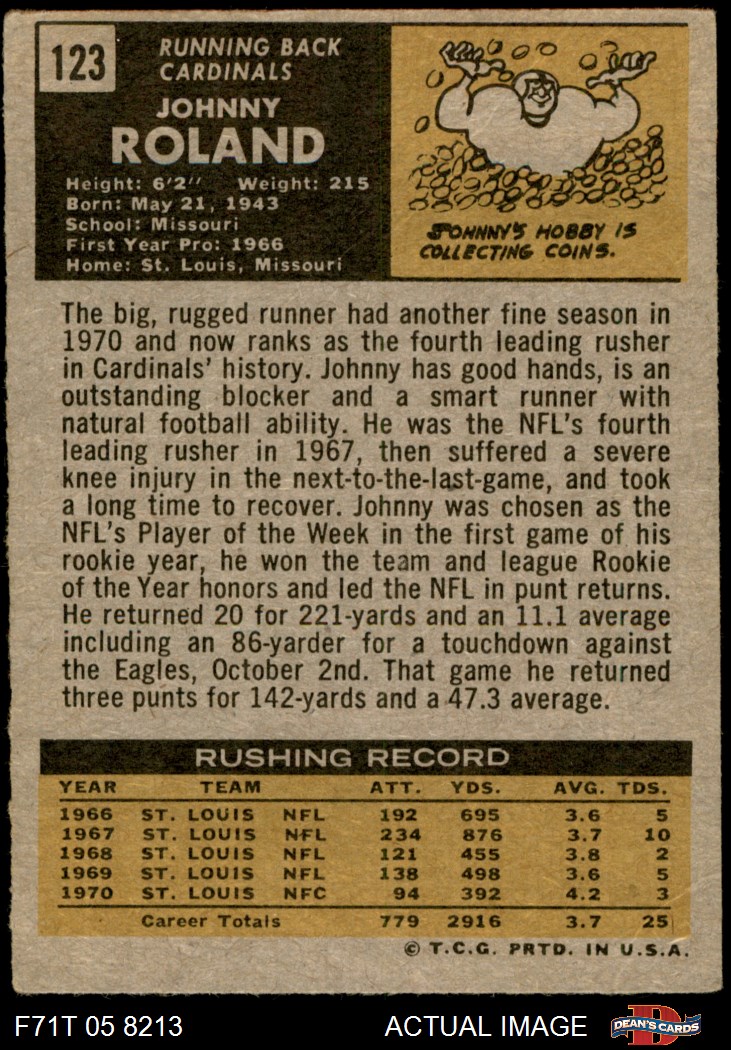 123
RUNNING BACK
CARDINALS
JOHNNY
ROLAND
Height: 6'2" Weight: 215
Born: May 21, 1943
School: Missouri
First Year Pro: 1966
Home: St. Louis, Missouri
JOHNNY'S HOBBY IS
COLLECTING COINS.
The big, rugged runner had another fine season in
1970 and now ranks as the fourth leading rusher
in Cardinals' history. Johnny has good hands, is an
outstanding blocker and a smart runner with
natural football ability. He was the NFL's fourth
leading rusher in 1967, then suffered a severe
knee injury in the next-to-the-last-game, and took
a long time to recover. Johnny was chosen as the
NFL's Player of the Week in the first game of his
rookie year, he won the team and league Rookie
of the Year honors and led the NFL in punt returns.
He returned 20 for 221-yards and an 11.1 average
including an 86-yarder for a touchdown against
the Eagles, October 2nd. That game he returned
three punts for 142-yards and a 47.3 average.
RUSHING RECORD
YEAR TEAM ATT. YDS. AVG. TDS.
1966 ST. LOUIS NFL 192 695 3.6 5
1967 ST. LOUIS NFL 234 876 3.7 10
1968 ST. LOUIS NFL 121 455 3.8 2
1969 ST. LOUIS NFL 138 498 3.6 5
1970 ST. LOUIS NFC 94 392 4.2 3
Career Totals 779 2916 3.7 25
© T.C.G. PRTD. IN U.S.A.
F71T 05 8213 ACTUAL IMAGE D DEAN'S CARDS